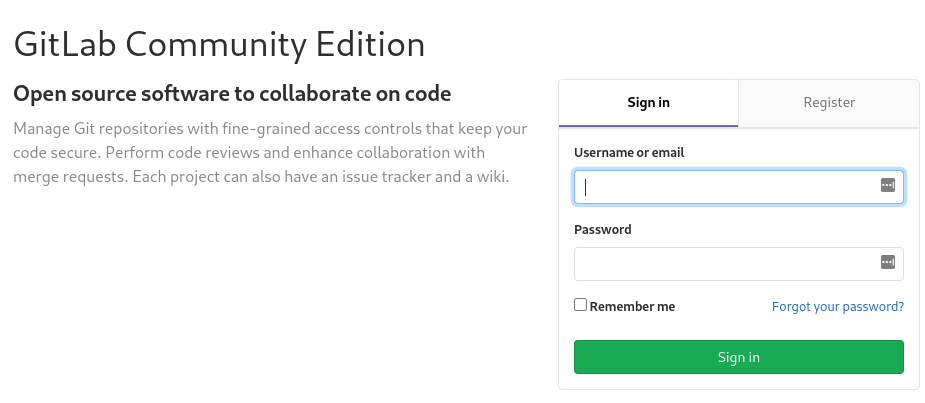 GitLab Community Edition
Open source software to collaborate on code
Manage Git repositories with fine-grained access controls that keep your
code secure. Perform code reviews and enhance collaboration with
merge requests. Each project can also have an issue tracker and a wiki.
Sign in
Register
Username or email
Password
Remember me
Forgot your password?
Sign in